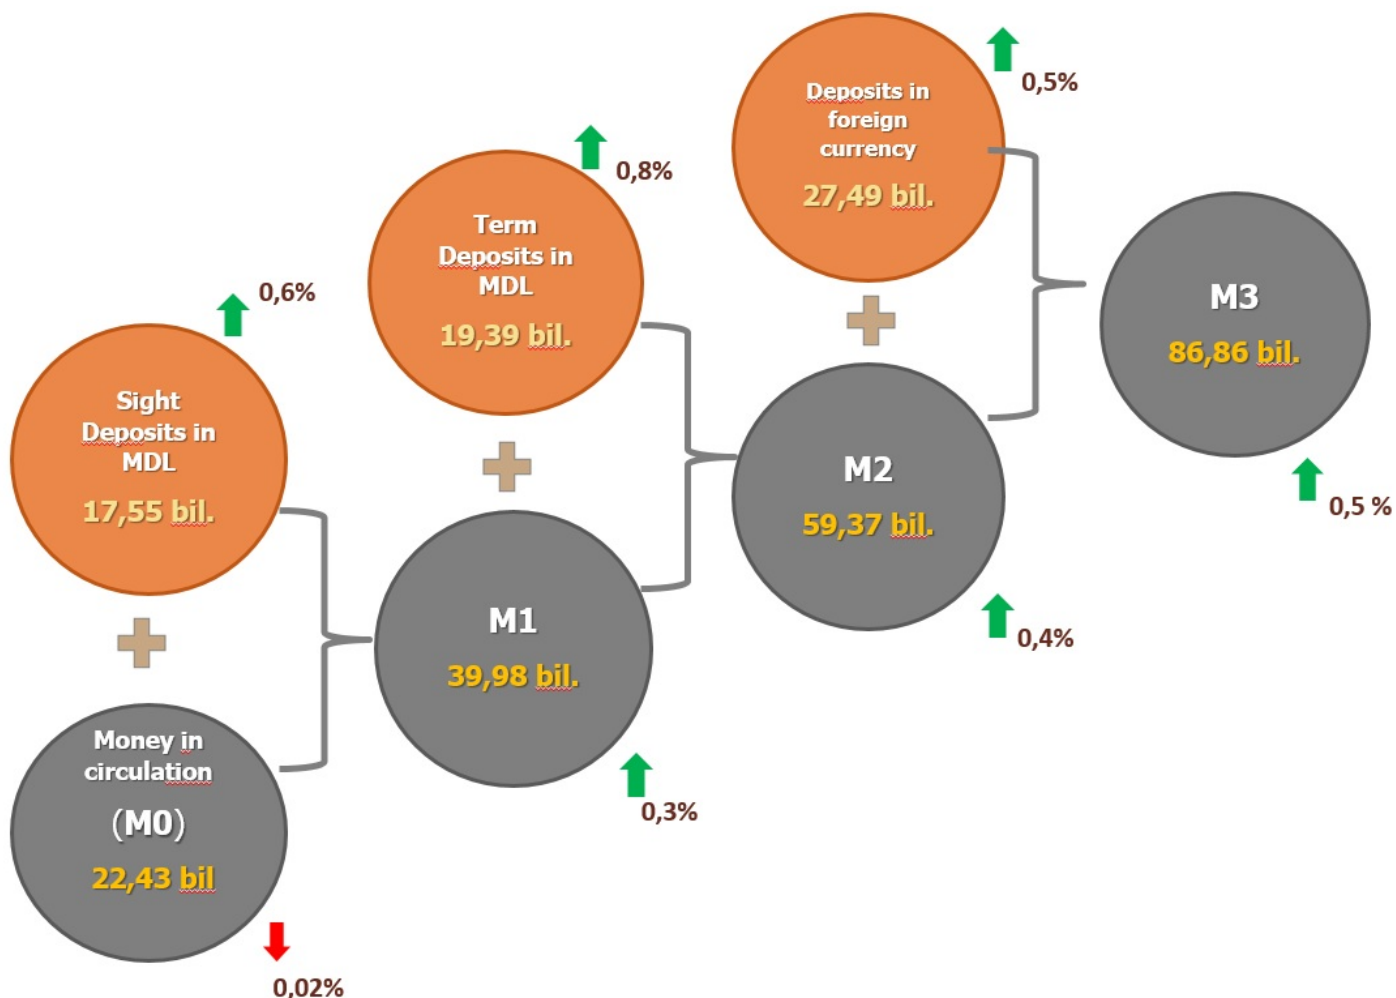 0,6%
Sight
Deposits in
MDL
17,55 bil.
Money in
circulation
(M0)
22,43 bil
0,02%
0,8%
Term
Deposits in
MDL
19,39 bil.
M1
39,98 bil.
0,3%
0,5%
Deposits in
foreign
currency
27,49 bil.
M2
59,37 bil.
0,4%
M3
86,86 bil.
0,5 %